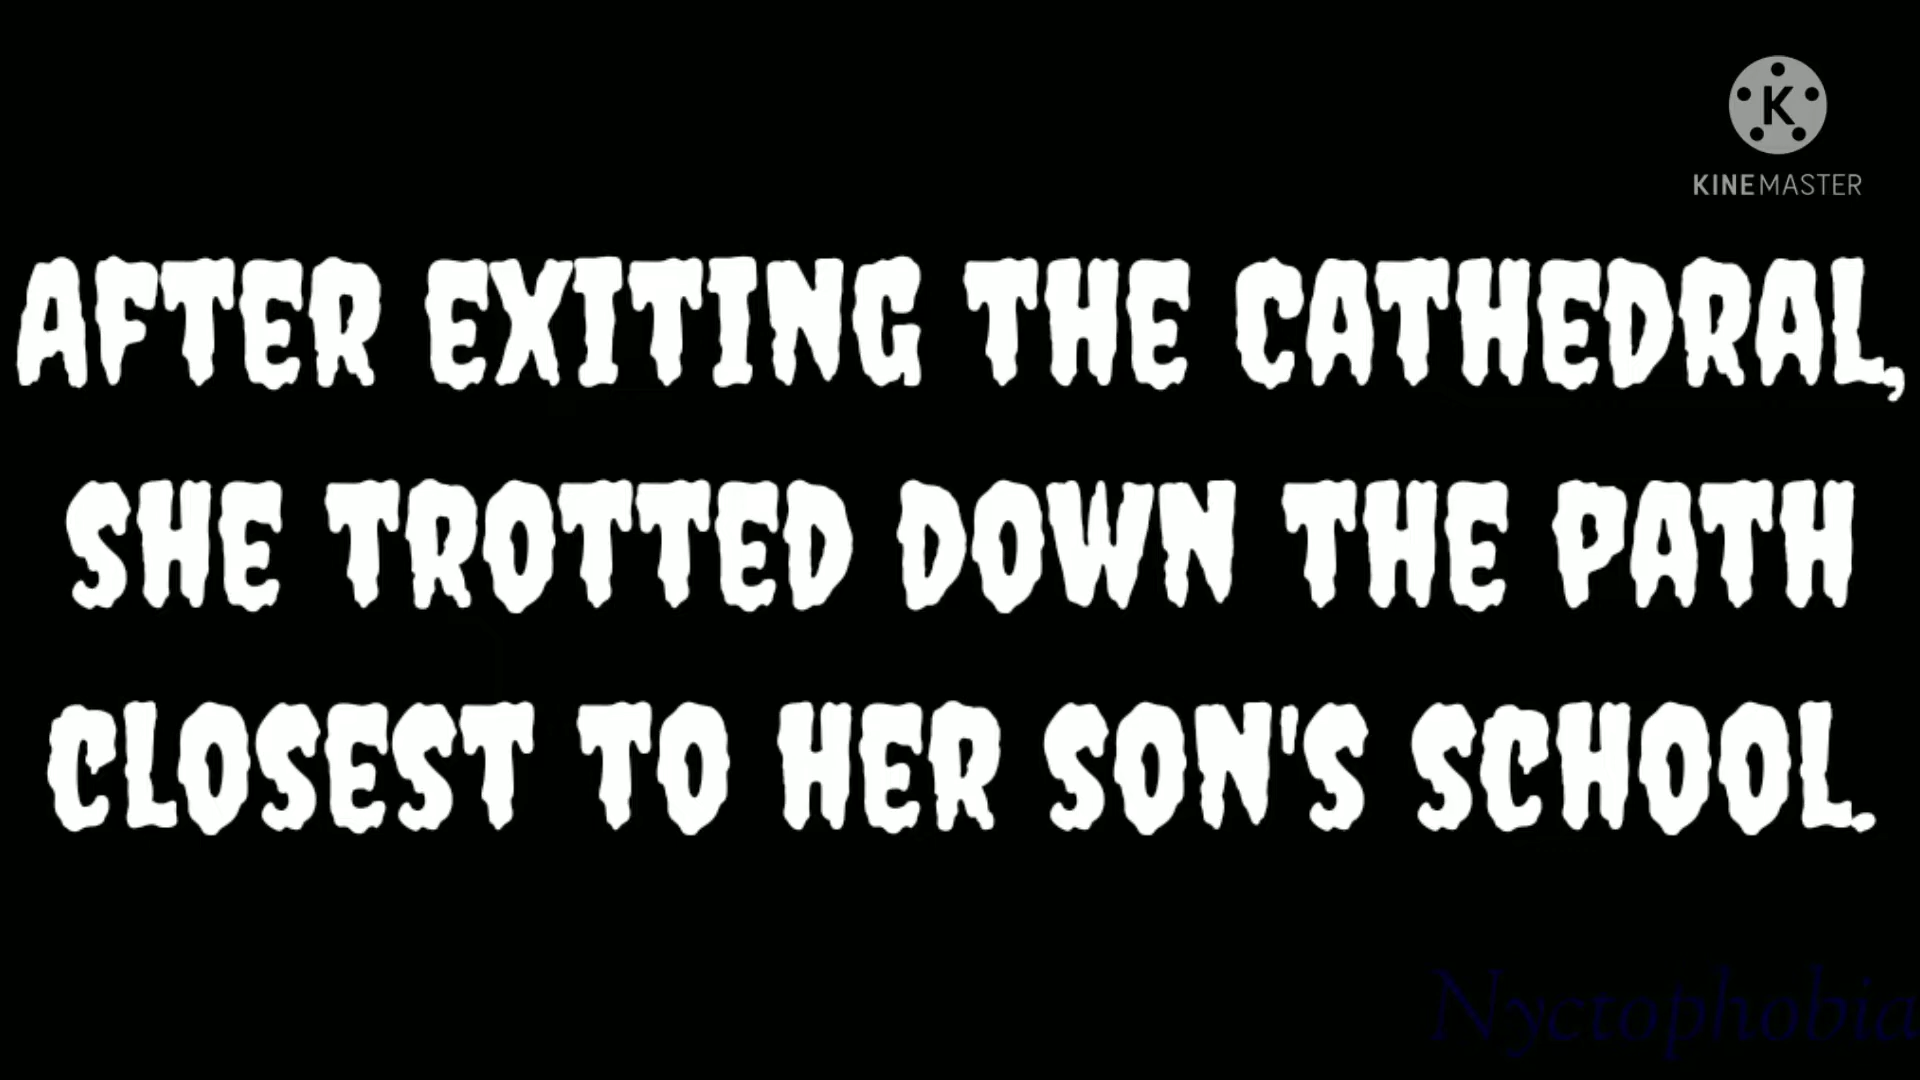 K
KINEMASTER
AFTER EXITING THE CATHEDRAL,
SHE TROTTED DOWN THE PATH
CLOSEST TO HER SON'S SCHOOL.
Nyctophobia